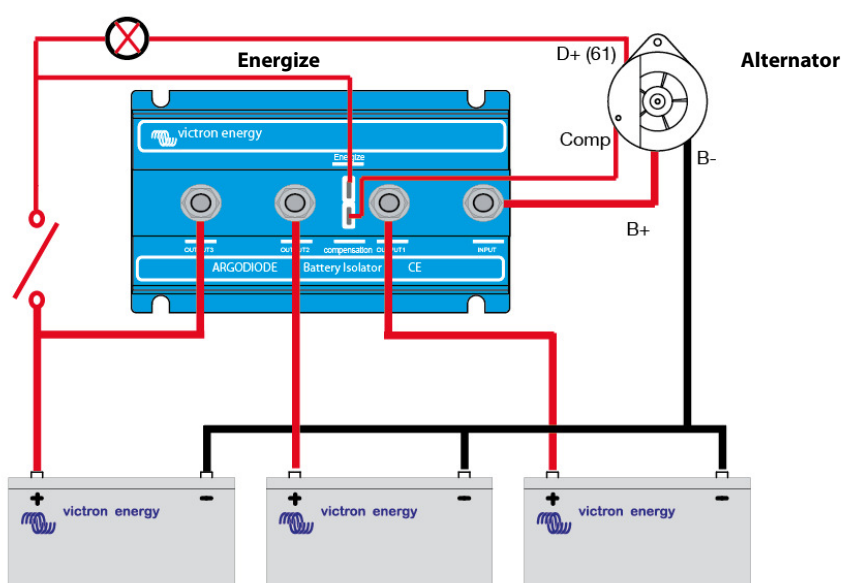 D+ (61)
Energize
Alternator
victron energy
Energize
Comp
B-
B+
OUTPUT3
OUTPUT2
compensation
OUTPUT1
INPUT
ARGODIODE
Battery Isolator
CE
+
-
+
-
+
-
victron energy
victron energy
victron energy